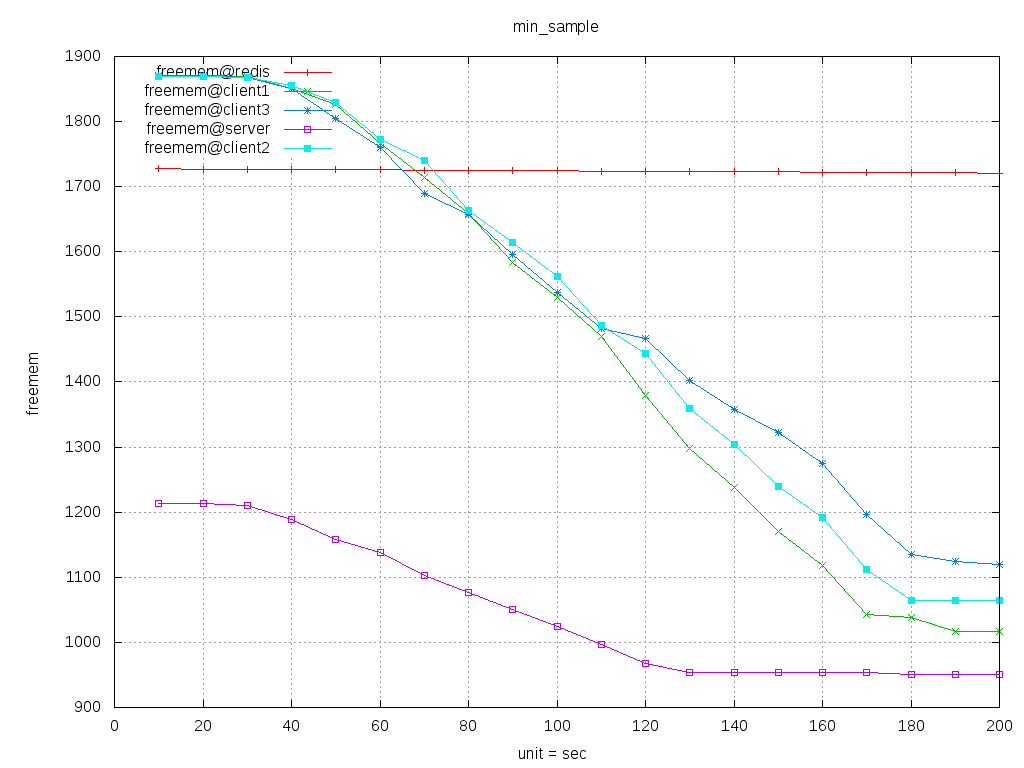 min_sample
1900
1800
1700
1600
1500
1400
1300
1200
1100
1000
900
freemem
freemem@redis
freemem@client1
freemem@client3
freemem@server
freemem@client2
0 20 40 60 80 100 120 140 160 180 200
unit = sec